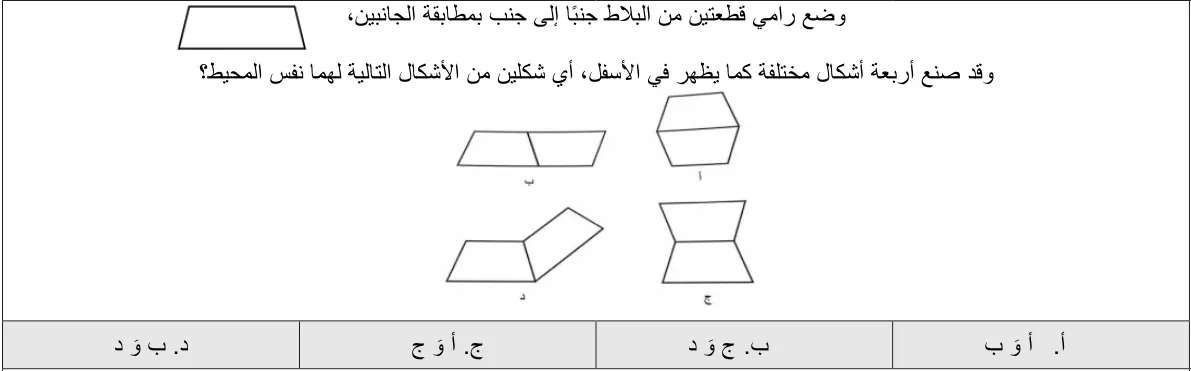 وضع رامي قطعتين من البلاط جنبًا إلى جنب بمطابقة الجانبين،
وقد صنع أربعة أشكال مختلفة كما يظهر في الأسفل، أي شكلين من الأشكال التالية لهما نفس المحيط؟
أ
ب
ج
د
أ. أ وَ ب
ب. ج وَ د
ج. أ وَ ج
د. ب وَ د